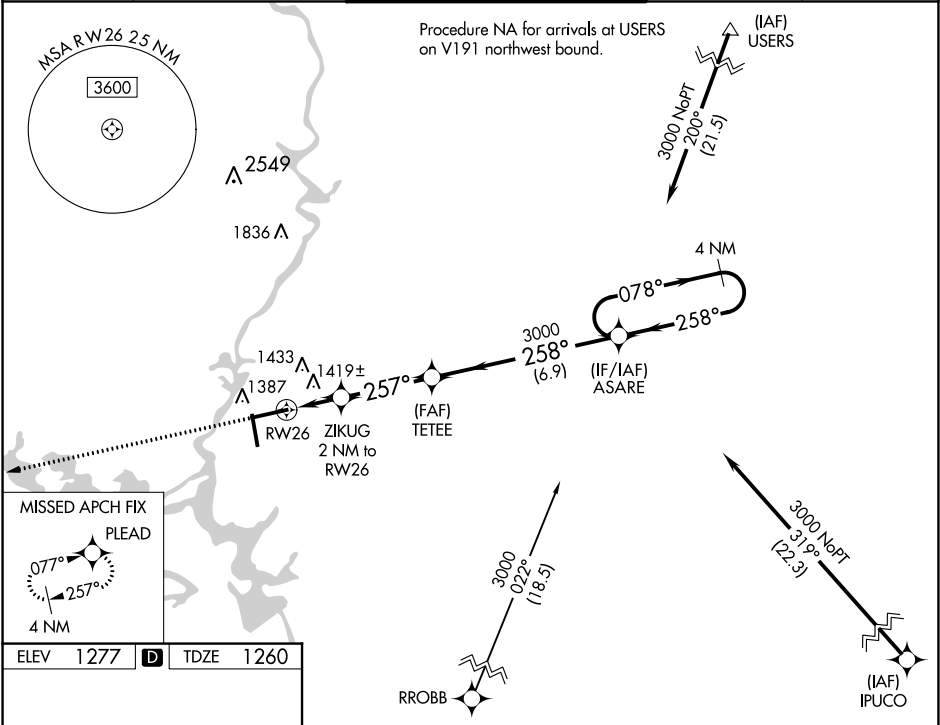 MSA RW26 25 NM
3600
Procedure NA for arrivals at USERS
on V191 northwest bound.
(IAF)
USERS
3000 NoPT
200°
(21.5)
2549
1836
4 NM
078°
258°
3000
258°
(6.9)
(IF/IAF)
ASARE
1433
1419±
1387
257°
(FAF)
TETEE
RW26
ZIKUG
2 NM to
RW26
MISSED APCH FIX
PLEAD
077°
257°
4 NM
3000
022°
(18.5)
3000 NoPT
319°
(22.3)
RROBB
(IAF)
IPUCO
ELEV 1277 D TDZE 1260